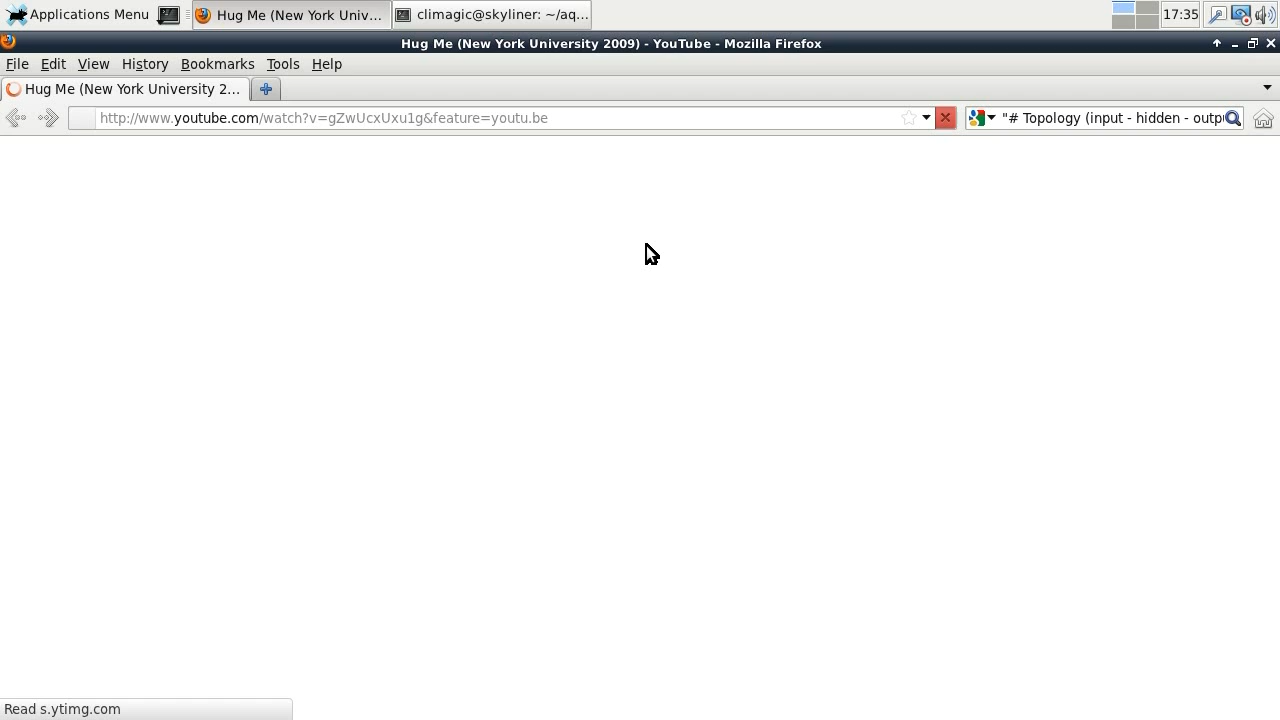 Applications Menu
Hug Me (New York Univ...
climagic@skyliner: ~/aq...
17:35
Hug Me (New York University 2009) - YouTube - Mozilla Firefox
File Edit View History Bookmarks Tools Help
Hug Me (New York University 2...
http://www.youtube.com/watch?v=gZwUcxUxu1g&feature=youtu.be
"# Topology (input - hidden - outp
Read s.ytimg.com